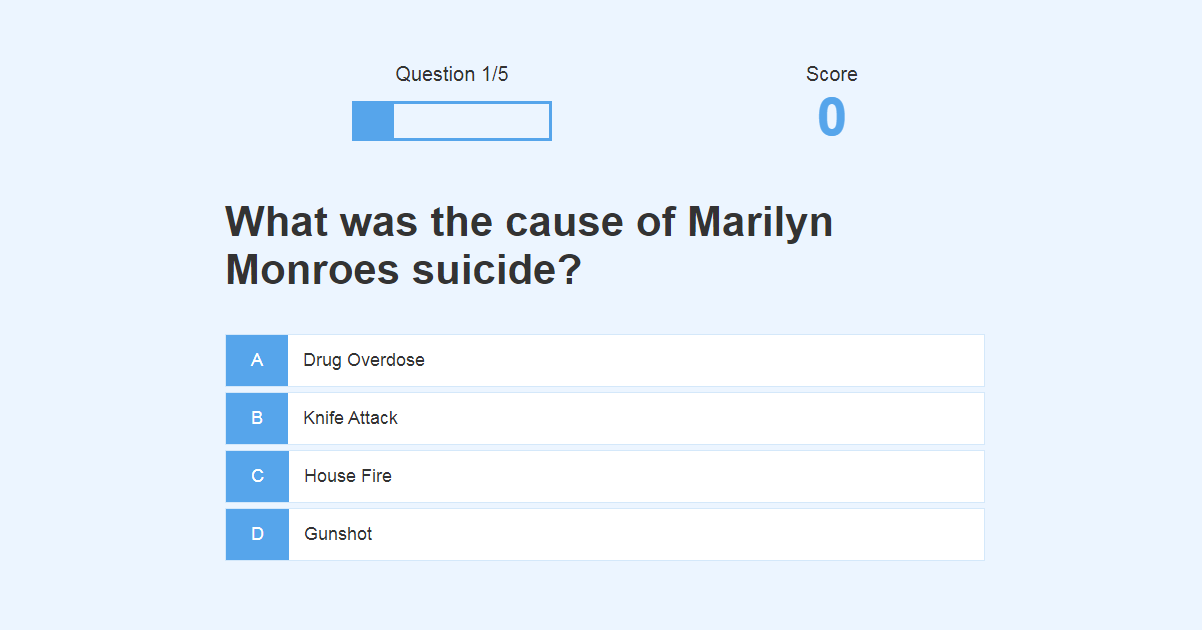 Question 1/5
Score
0
What was the cause of Marilyn
Monroes suicide?
A Drug Overdose
B Knife Attack
C House Fire
D Gunshot